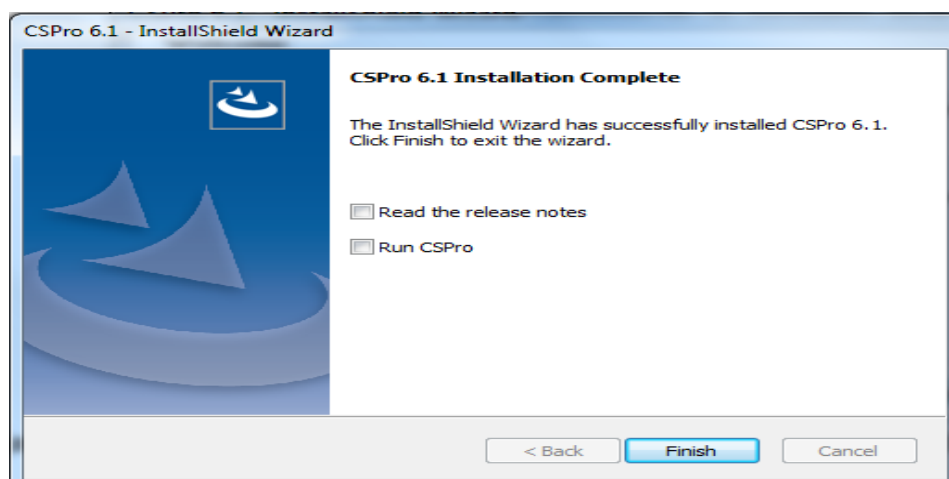 CSPro 6.1 - InstallShield Wizard
CSPro 6.1 Installation Complete
The InstallShield Wizard has successfully installed CSPro 6.1.
Click Finish to exit the wizard.
Read the release notes
Run CSPro
< Back
Finish
Cancel